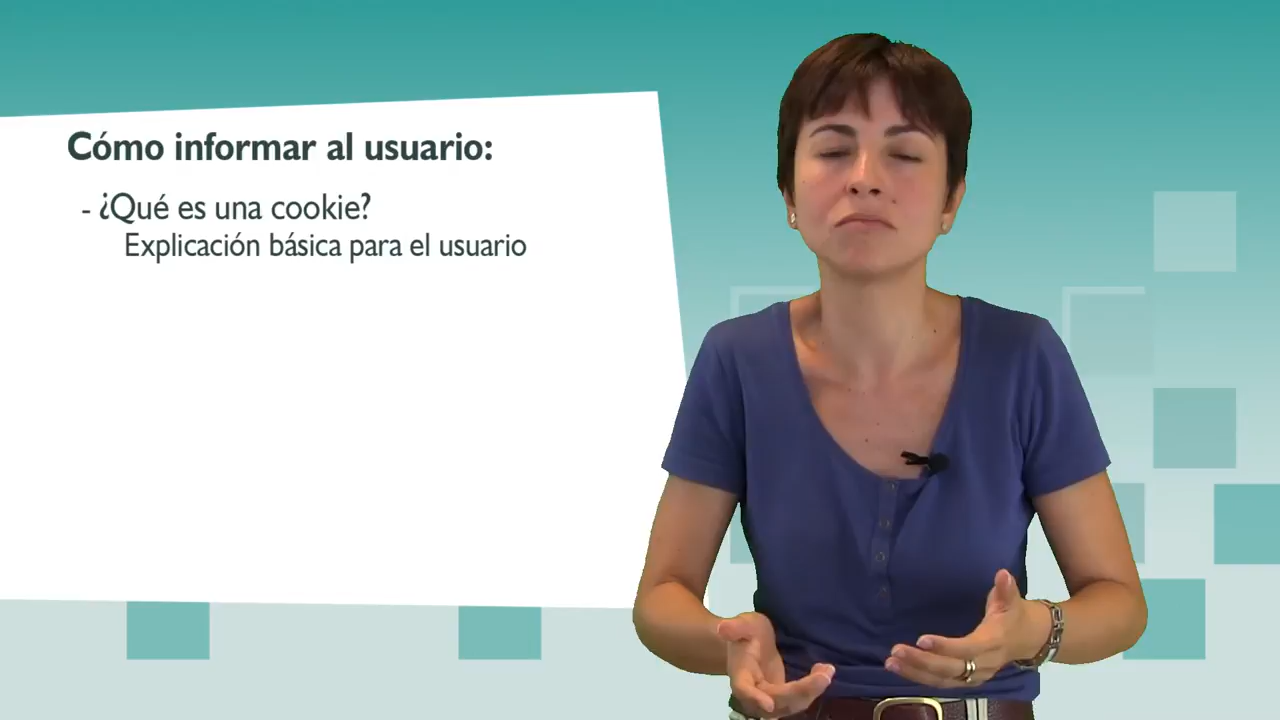 Cómo informar al usuario:
- ¿Qué es una cookie?
Explicación básica para el usuario